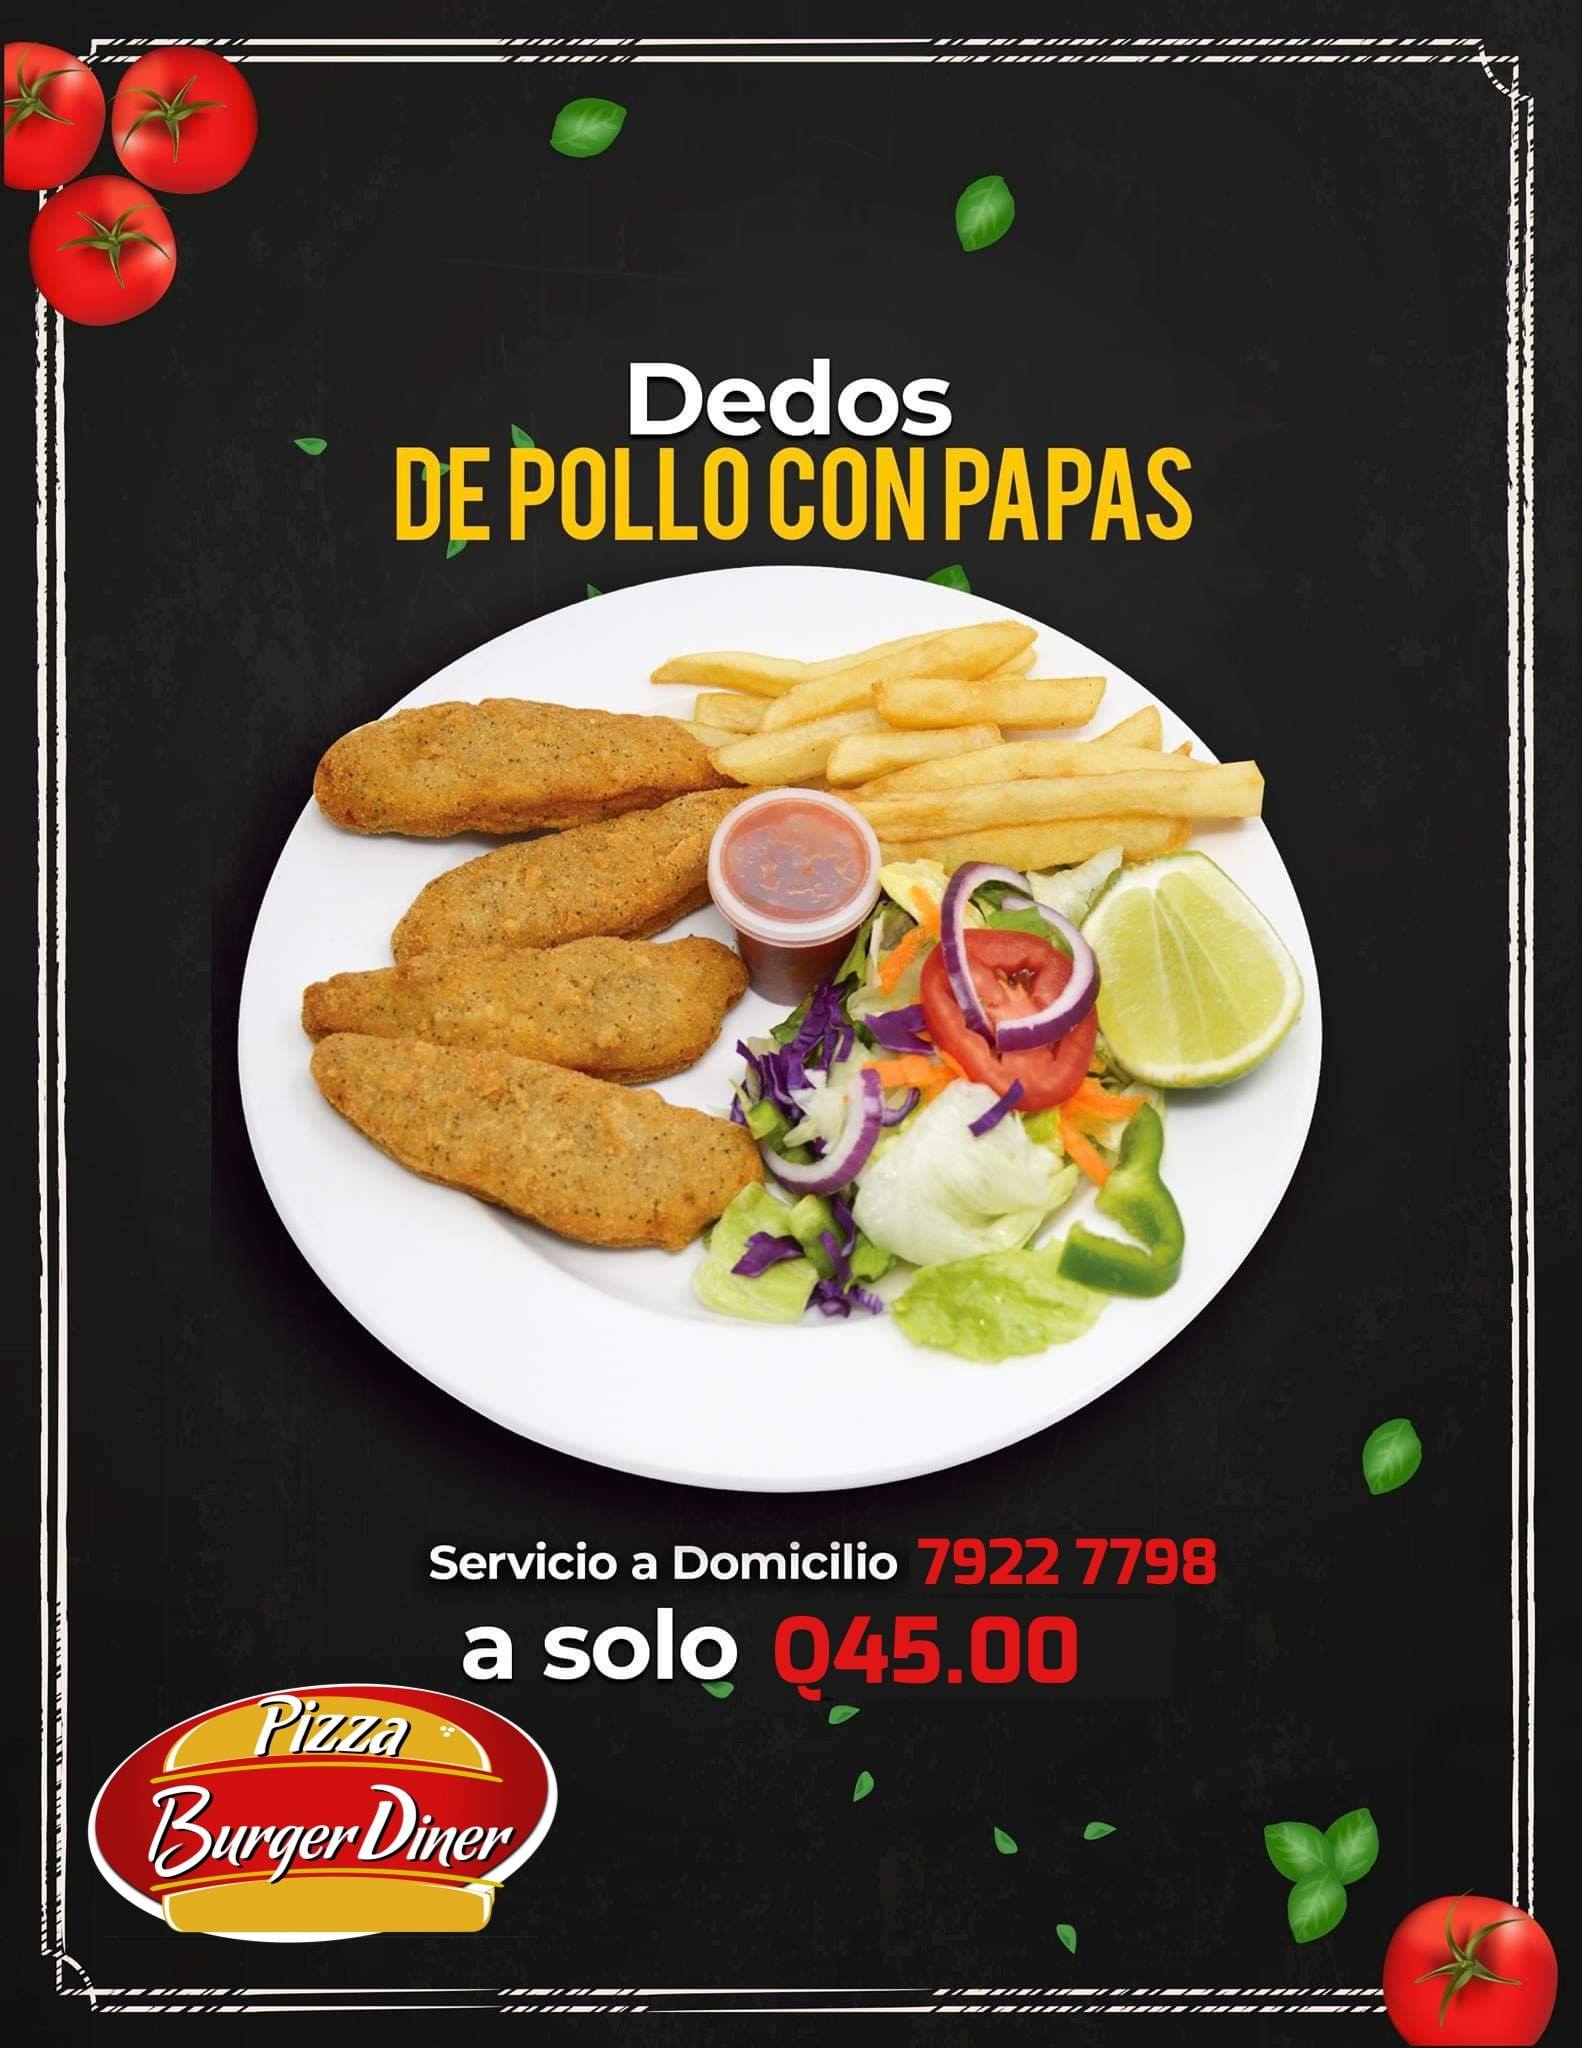 Dedos
DE POLLO CON PAPAS
Servicio a Domicilio 7922 7798
a solo Q45.00
Pizza
Burger Diner